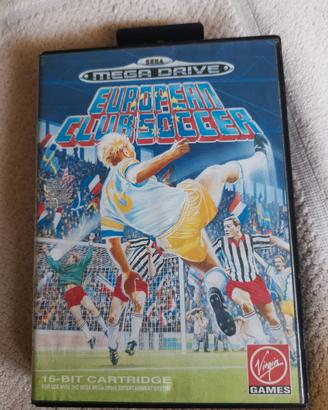 SEGA
MEGA DRIVE
EUROPEAN
CLUB SOCCER
16-BIT CARTRIDGE
FOR USE WITH THE SEGA MEGA DRIVE ENTERTAINMENT SYSTEM
Virgin
GAMES